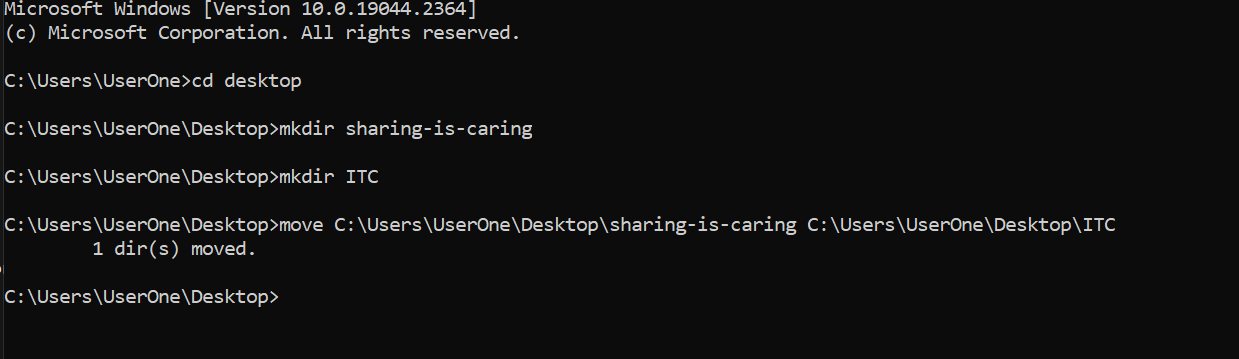 Microsoft Windows [Version 10.0.19044.2364]
(c) Microsoft Corporation. All rights reserved.
C:\Users\UserOne>cd desktop
C:\Users\UserOne\Desktop>mkdir sharing-is-caring
C:\Users\UserOne\Desktop>mkdir ITC
C:\Users\UserOne\Desktop>move C:\Users\UserOne\Desktop\sharing-is-caring C:\Users\UserOne\Desktop\ITC
        1 dir(s) moved.
C:\Users\UserOne\Desktop>